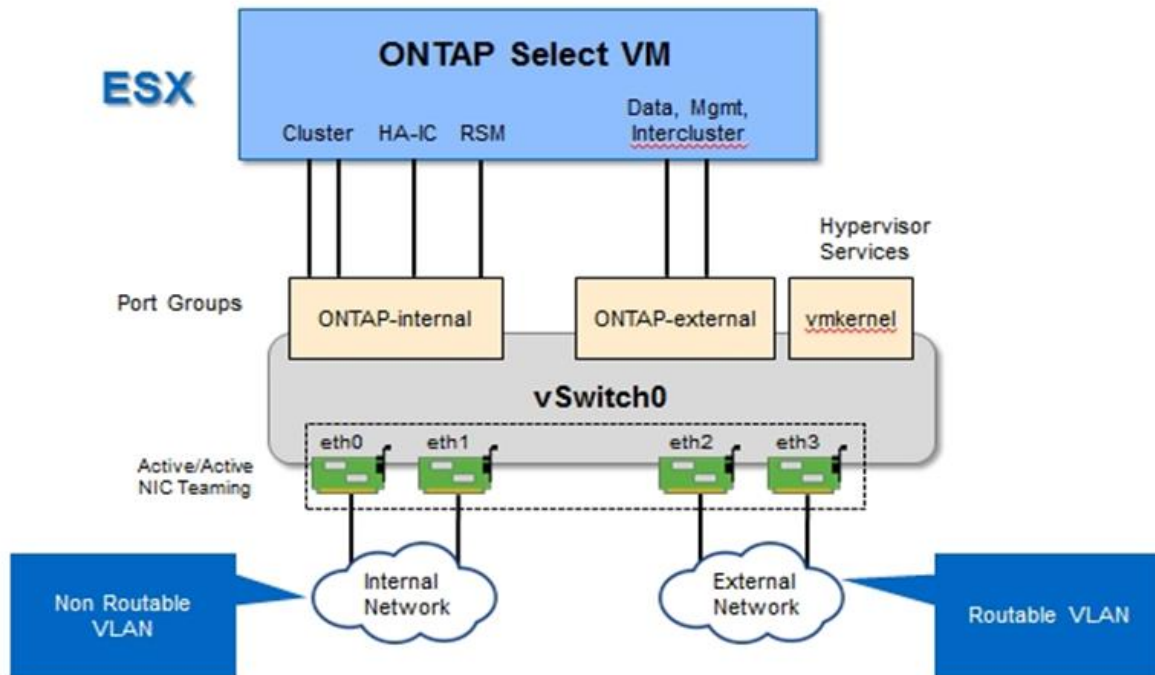 ONTAP Select VM
ESX
Cluster
HA-IC
RSM
Data, Mgmt,
Intercluster
Hypervisor
Services
Port Groups
ONTAP-internal
ONTAP-external
vmkernel
vSwitch0
eth0
eth1
eth2
eth3
Active/Active
NIC Teaming
Non Routable
VLAN
Internal
Network
External
Network
Routable VLAN